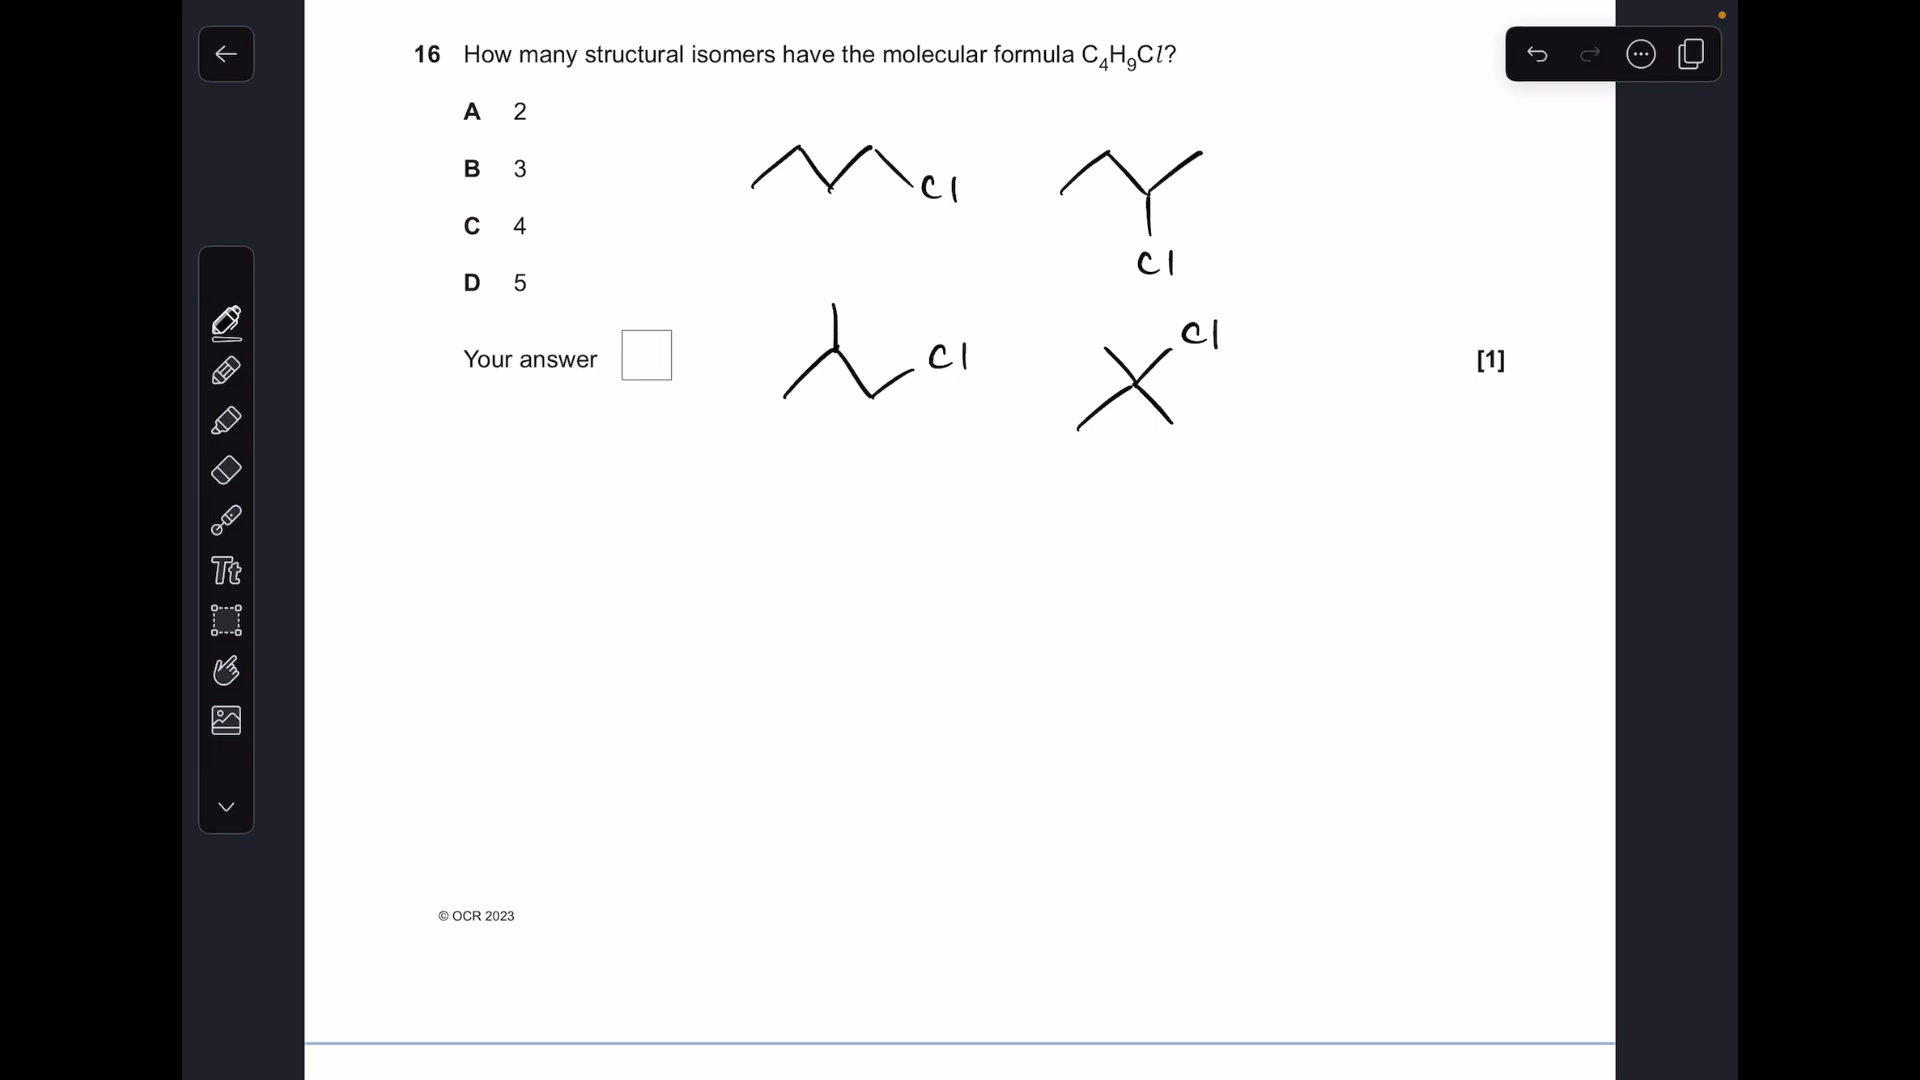 16 How many structural isomers have the molecular formula C₄H₉Cl?
A 2
B 3
C 4
D 5
Cl
Cl
Cl
Cl
Your answer
[1]
Tt
© OCR 2023